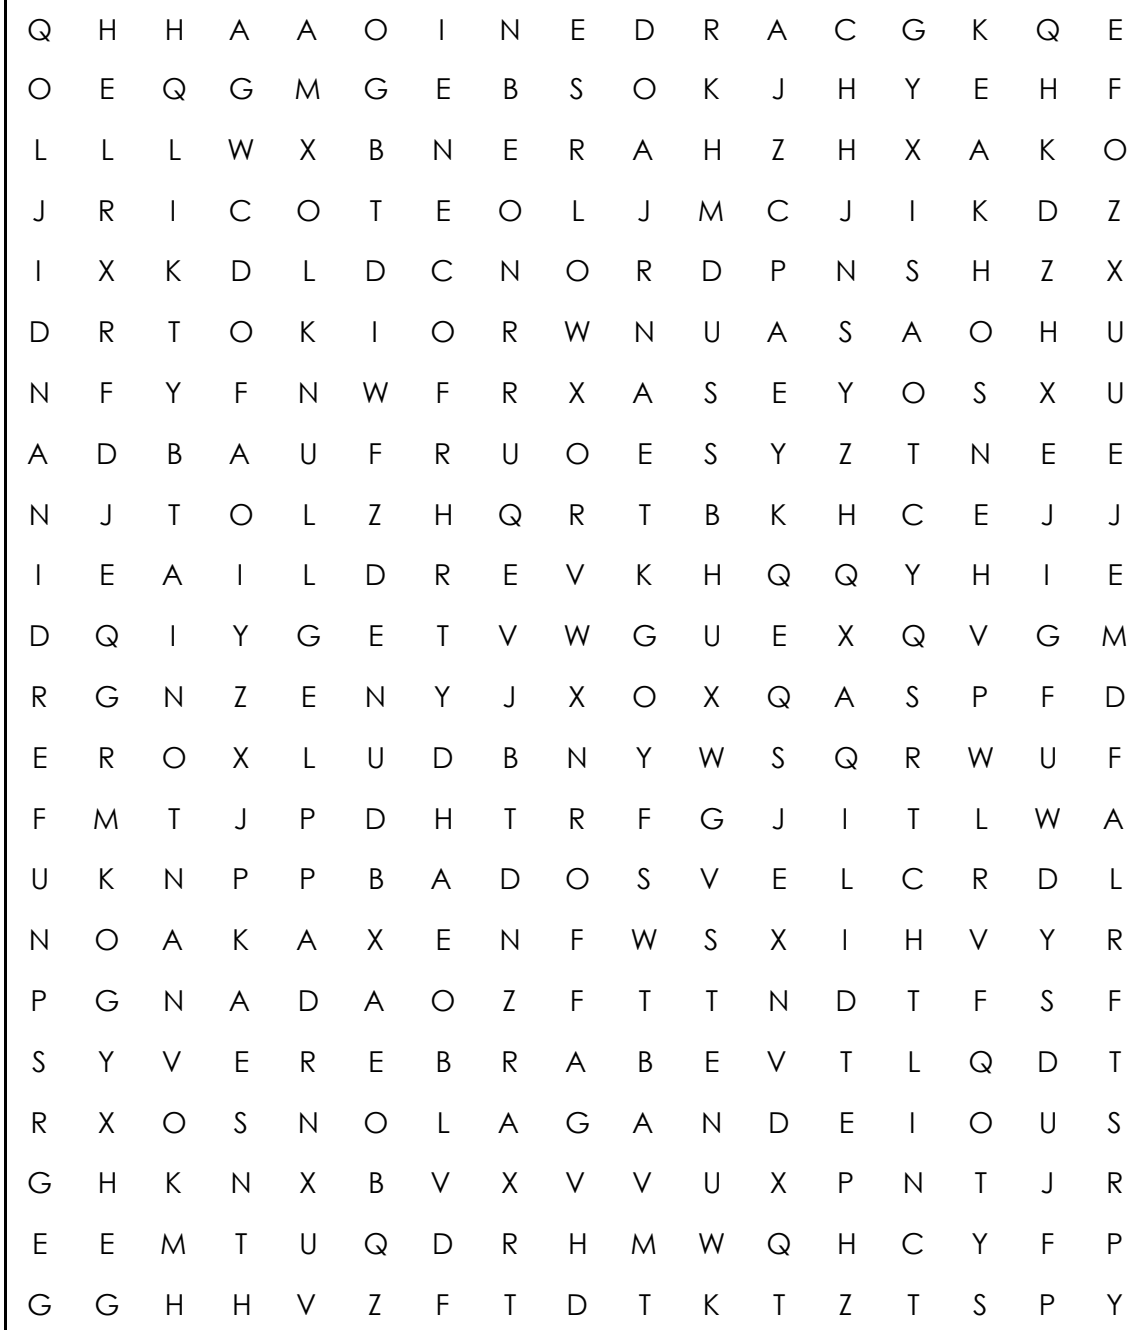 Q H H A A O I N E D R A C G K Q E
O E Q G M G E B S O K J H Y E H F
L L L W X B N E R A H Z H X A K O
J R I C O T E O L J M C J I K D Z
I X K D L D C N O R D P N S H Z X
D R T O K I O R W N U A S A O H U
N F Y F N W F R X A S E Y O S X U
A D B A U F R U O E S Y Z T N E E
N J T O L Z H Q R T B K H C E J J
I E A I L D R E V K H Q Q Y H I E
D Q I Y G E T V W G U E X Q V G M
R G N Z E N Y J X O X Q A S P F D
E R O X L U D B N Y W S Q R W U F
F M T J P D H T R F G J I T L W A
U K N P P B A D O S V E L C R D L
N O A K A X E N F W S X I H V Y R
P G N A D A O Z F T T N D T F S F
S Y V E R E B R A B E V T L Q D T
R X O S N O L A G A N D E I O U S
G H K N X B V X V V U X P N T J R
E E M T U Q D R H M W Q H C Y F P
G G H H V Z F T D T K T Z T S P Y